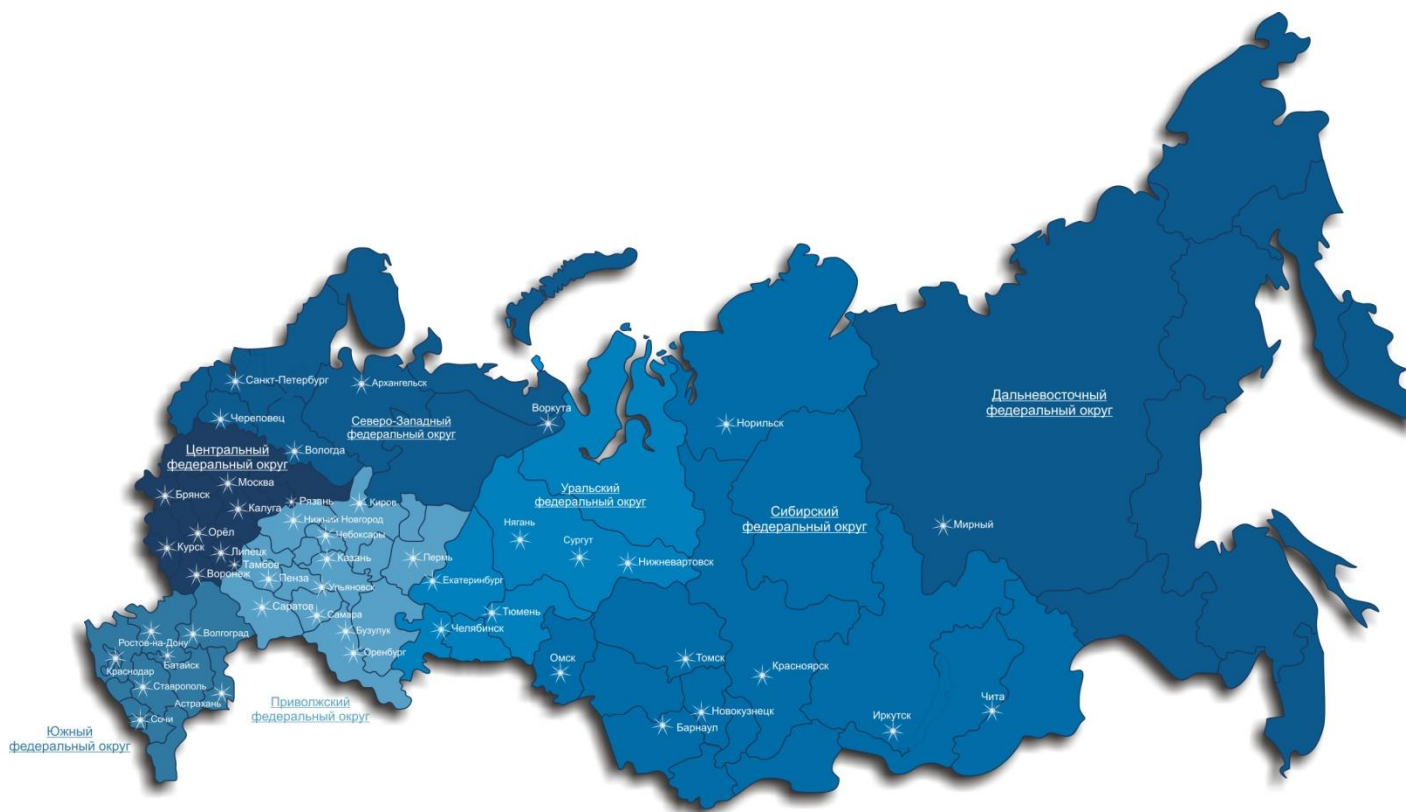 Санкт-Петербург
Архангельск
Череповец
Воркута
Северо-Западный
федеральный округ
Вологда
Центральный
федеральный округ
Москва
Брянск
Калуга
Рязань
Киров
Нижний Новгород
Орёл
Чебоксары
Курск
Липецк
Казань
Пермь
Тамбов
Воронеж
Пенза
Ульяновск
Саратов
Самара
Бузулук
Оренбург
Волгоград
Ростов-на-Дону
Батайск
Краснодар
Ставрополь
Астрахань
Сочи
Южный
федеральный округ
Приволжский
федеральный округ
Уральский
федеральный округ
Нягань
Сургут
Нижневартовск
Екатеринбург
Тюмень
Челябинск
Норильск
Сибирский
федеральный округ
Омск
Томск
Красноярск
Новокузнецк
Барнаул
Иркутск
Чита
Дальневосточный
федеральный округ
Мирный